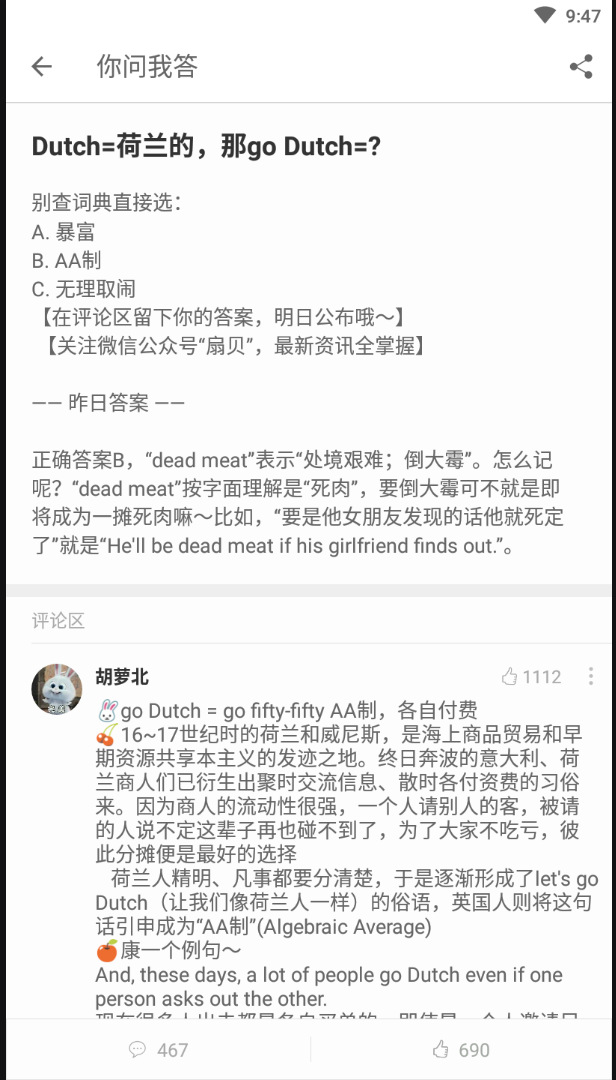 9:47
你问我答
Dutch=荷兰的，那go Dutch=?
别查词典直接选：
A. 暴富
B. AA制
C. 无理取闹
【在评论区留下你的答案，明日公布哦～】
【关注微信公众号“扇贝”，最新资讯全掌握】
—— 昨日答案 ——
正确答案B，“dead meat”表示“处境艰难；倒大霉”。怎么记
呢？“dead meat”按字面理解是“死肉”，要倒大霉可不就是即
将成为一摊死肉嘛～比如，“要是他女朋友发现的话他就死定
了”就是“He'll be dead meat if his girlfriend finds out.”。
评论区
胡萝北
1112
🐰go Dutch = go fifty-fifty AA制，各自付费
🍒16~17世纪时的荷兰和威尼斯，是海上商品贸易和早
期资源共享本主义的发迹之地。终日奔波的意大利、荷
兰商人们已衍生出聚时交流信息、散时各付资费的习俗
来。因为商人的流动性很强，一个人请别人的客，被请
的人说不定这辈子再也碰不到了，为了大家不吃亏，彼
此分摊便是最好的选择
荷兰人精明、凡事都要分清楚，于是逐渐形成了let's go
Dutch（让我们像荷兰人一样）的俗语，英国人则将这句
话引申成为“AA制”(Algebraic Average)
🍅康一个例句～
And, these days, a lot of people go Dutch even if one
person asks out the other.
467
690